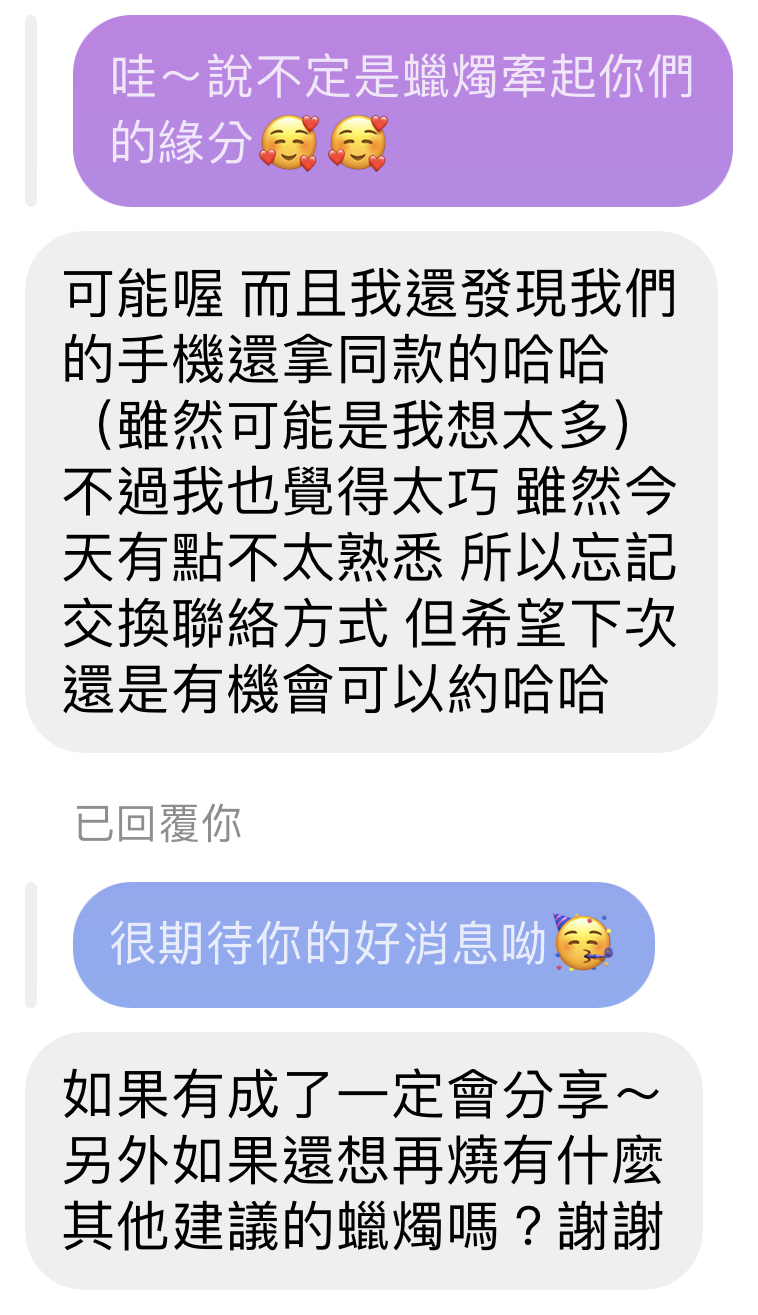 哇～說不定是蠟燭牽起你們
的緣分🥰🥰
可能喔 而且我還發現我們
的手機還拿同款的哈哈
（雖然可能是我想太多）
不過我也覺得太巧 雖然今
天有點不太熟悉 所以忘記
交換聯絡方式 但希望下次
還是有機會可以約哈哈
已回覆你
很期待你的好消息呦🥳
如果有成了一定會分享～
另外如果還想再燒有什麼
其他建議的蠟燭嗎？謝謝